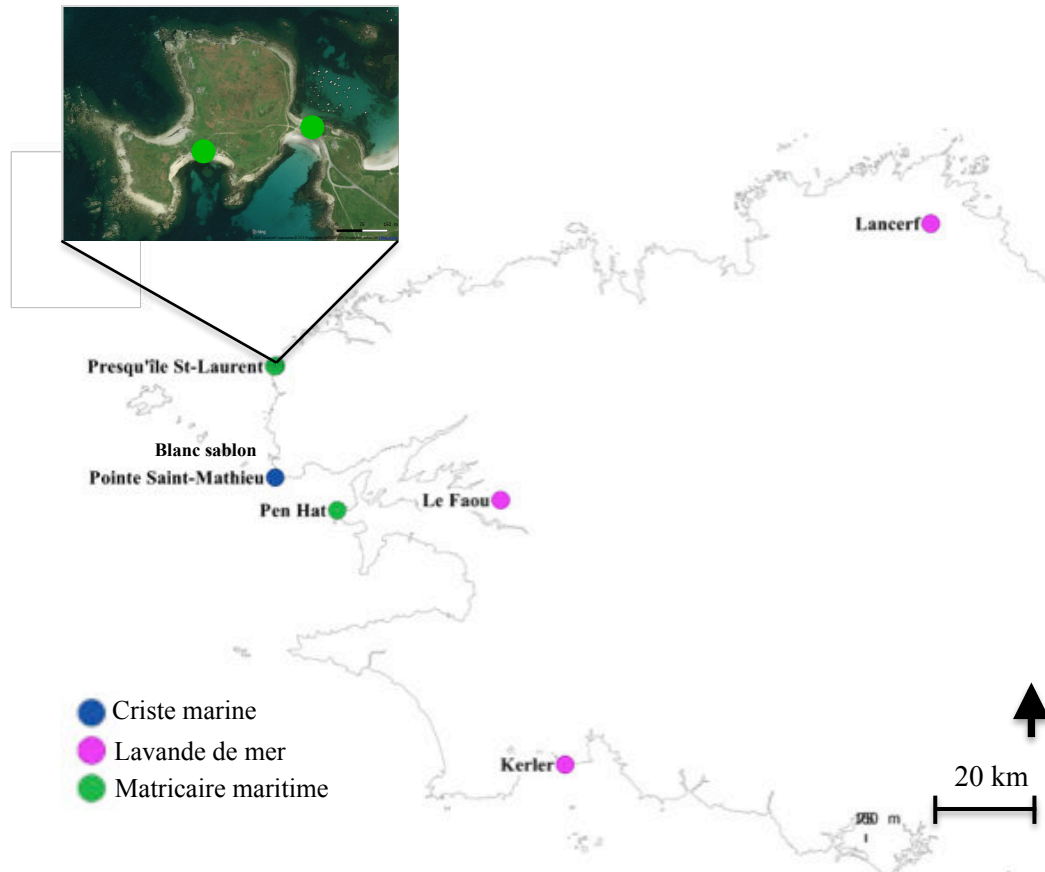 Lancerf
Presqu'île St-Laurent
Blanc sablon
Pointe Saint-Mathieu
Pen Hat
Le Faou
Criste marine
Lavande de mer
Matricaire maritime
Kerler
20 km